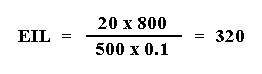 20 x 800
EIL = ———— = 320
500 x 0.1